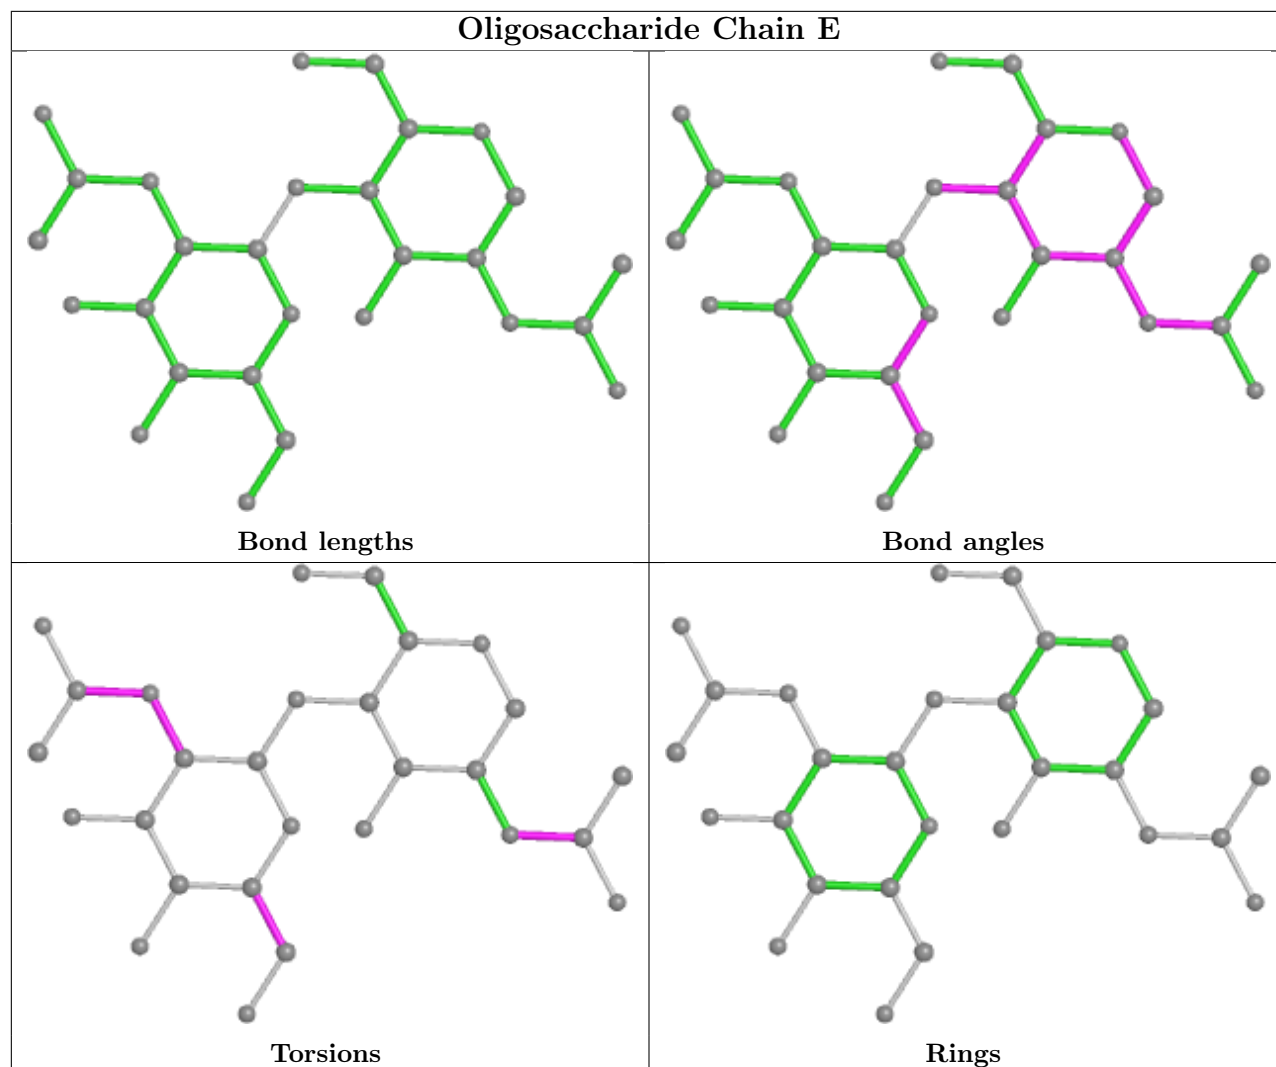 Oligosaccharide Chain E
Bond lengths
Bond angles
Torsions
Rings